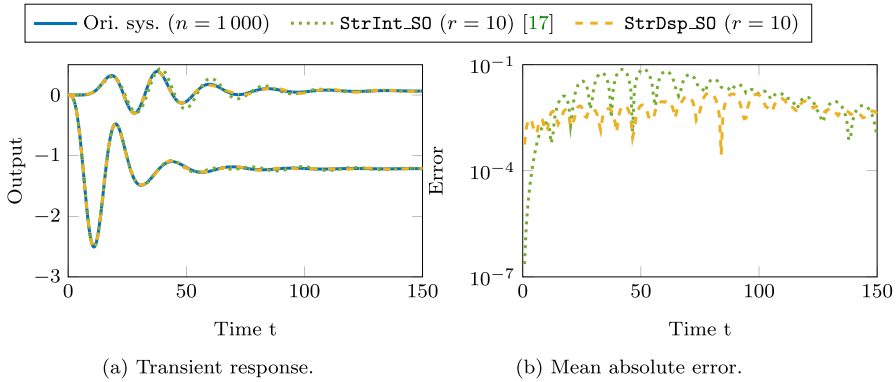 Ori. sys. (n = 1 000) StrInt_SO (r = 10) [17] StrDsp_SO (r = 10)
0
−1
−2
−3
Output
0 50 100 150
Time t
(a) Transient response.
10^−1
10^−4
10^−7
Error
0 50 100 150
Time t
(b) Mean absolute error.